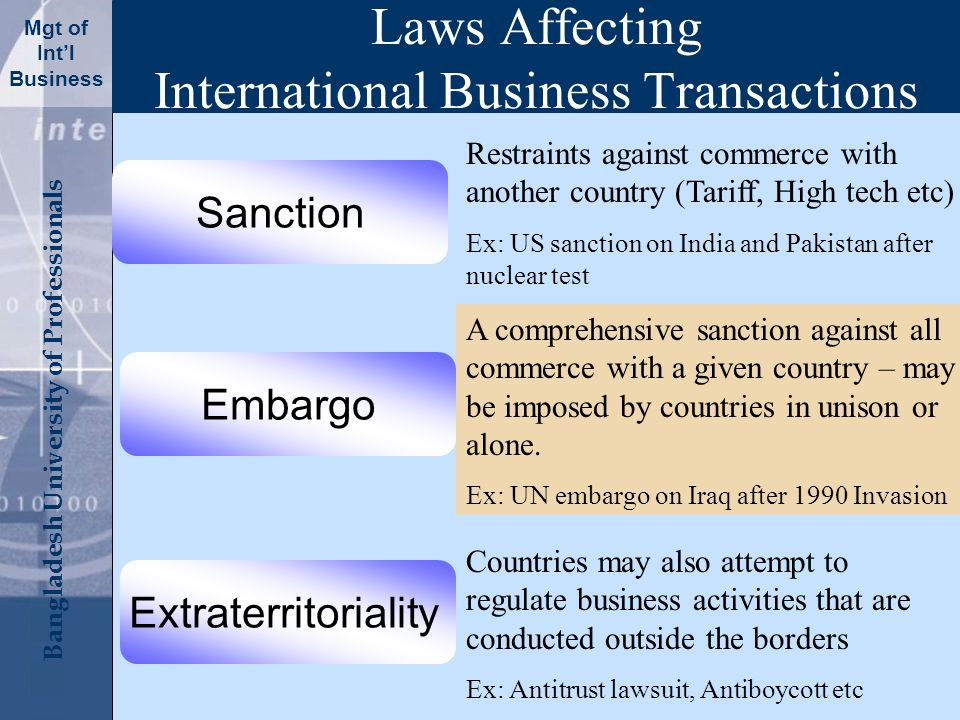 Mgt of
Int'l
Business
Laws Affecting
International Business Transactions
inte
Bangladesh University of Professionals
Sanction
Restraints against commerce with
another country (Tariff, High tech etc)
Ex: US sanction on India and Pakistan after
nuclear test
Embargo
A comprehensive sanction against all
commerce with a given country – may
be imposed by countries in unison or
alone.
Ex: UN embargo on Iraq after 1990 Invasion
Extraterritoriality
Countries may also attempt to
regulate business activities that are
conducted outside the borders
Ex: Antitrust lawsuit, Antiboycott etc